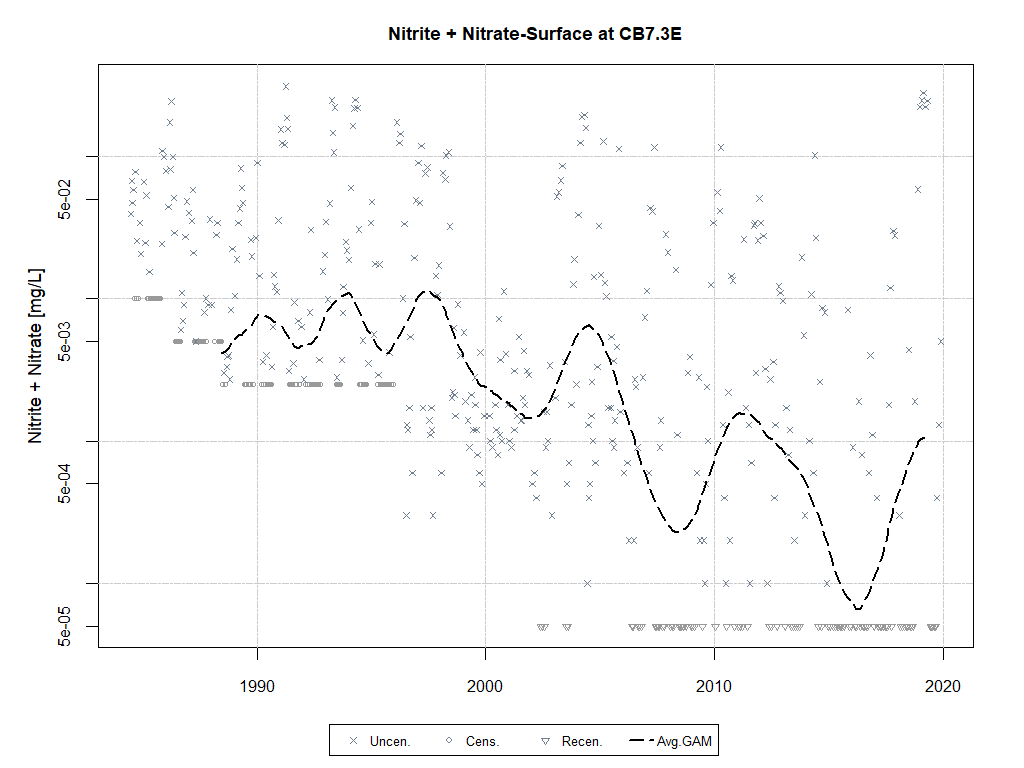 Nitrite + Nitrate-Surface at CB7.3E
Nitrite + Nitrate [mg/L]
5e-02
5e-03
5e-04
5e-05
1990 2000 2010 2020
Uncen. Cens. Recen. Avg.GAM